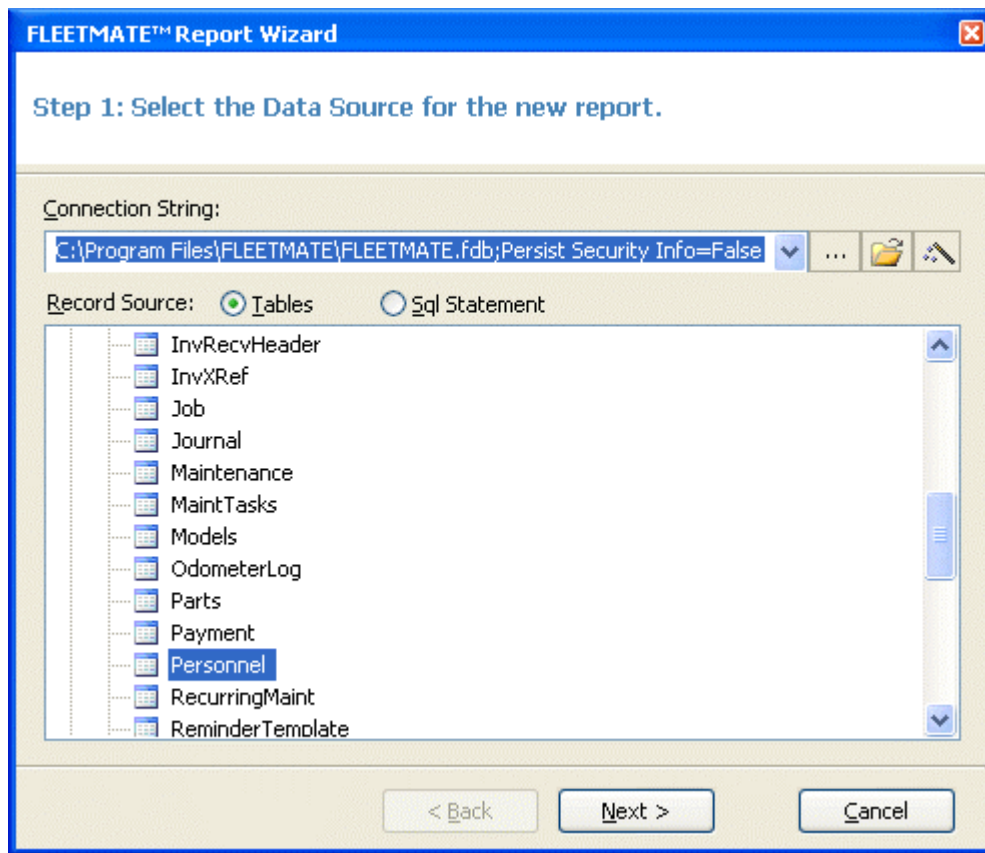 FLEETMATE™ Report Wizard
Step 1: Select the Data Source for the new report.
Connection String:
C:\Program Files\FLEETMATE\FLEETMATE.fdb;Persist Security Info=False
...
Record Source: Tables Sql Statement
InvRecvHeader
InvXRef
Job
Journal
Maintenance
MaintTasks
Models
OdometerLog
Parts
Payment
Personnel
RecurringMaint
ReminderTemplate
< Back Next > Cancel